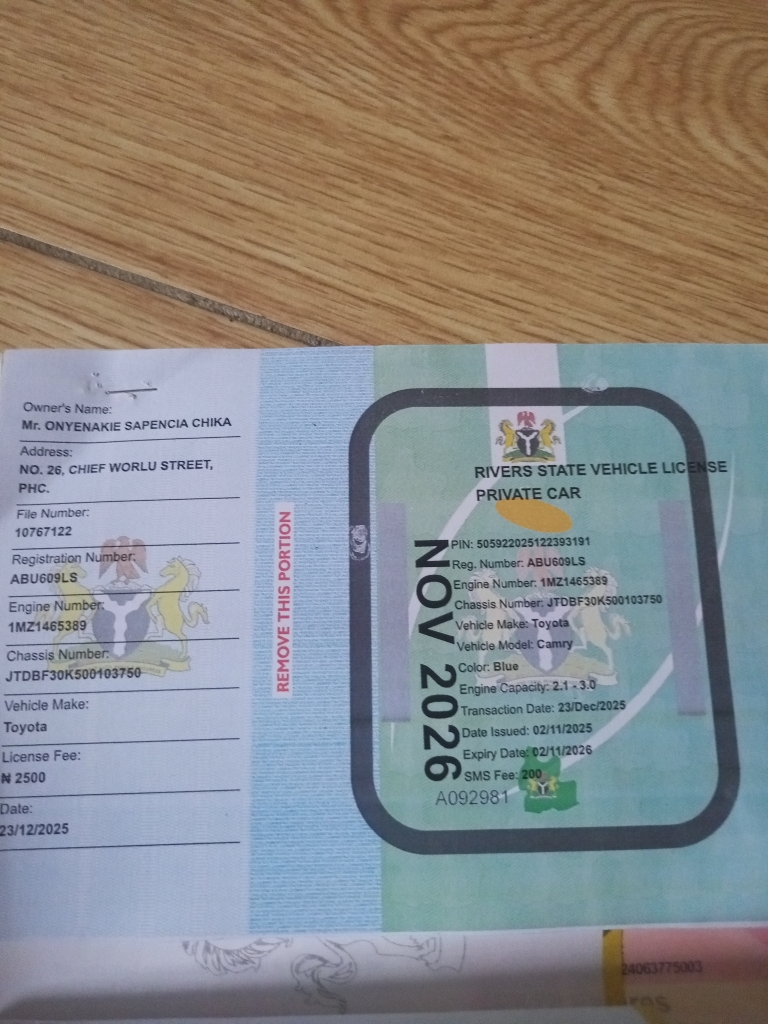 Owner's Name:
Mr. ONYENAKIE SAPENCIA CHIKA
Address:
NO. 26, CHIEF WORLU STREET,
PHC.
File Number:
10767122
Registration Number:
ABU609LS
Engine Number:
1MZ1465389
Chassis Number:
JTDBF30K500103750
Vehicle Make:
Toyota
License Fee:
₦ 2500
Date:
23/12/2025
REMOVE THIS PORTION
RIVERS STATE VEHICLE LICENSE
PRIVATE CAR
NOV 2026
PIN: 505922025122393191
Reg. Number: ABU609LS
Engine Number: 1MZ1465389
Chassis Number: JTDBF30K500103750
Vehicle Make: Toyota
Vehicle Model: Camry
Color: Blue
Engine Capacity: 2.1 - 3.0
Transaction Date: 23/Dec/2025
Date Issued: 02/11/2025
Expiry Date: 02/11/2026
SMS Fee: 200
A092981
24063775003